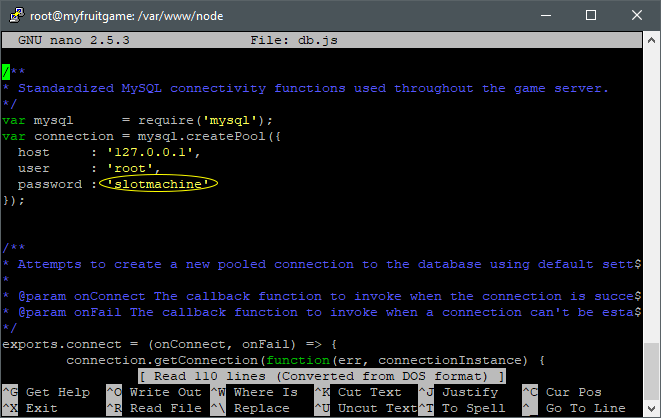 root@myfruitgame: /var/www/node
GNU nano 2.5.3 File: db.js
/**
* Standardized MySQL connectivity functions used throughout the game server.
*/
var mysql = require('mysql');
var connection = mysql.createPool({
host : '127.0.0.1',
user : 'root',
password : 'slotmachine'
});
/**
* Attempts to create a new pooled connection to the database using default sett$
*
* @param onConnect The callback function to invoke when the connection is succe$
* @param onFail The callback function to invoke when a connection can't be esta$
*/
exports.connect = (onConnect, onFail) => {
connection.getConnection(function(err, connectionInstance) {
[ Read 110 lines (Converted from DOS format) ]
^G Get Help ^O Write Out ^W Where Is ^K Cut Text ^J Justify ^C Cur Pos
^X Exit ^R Read File ^\ Replace ^U Uncut Text ^T To Spell ^_ Go To Line